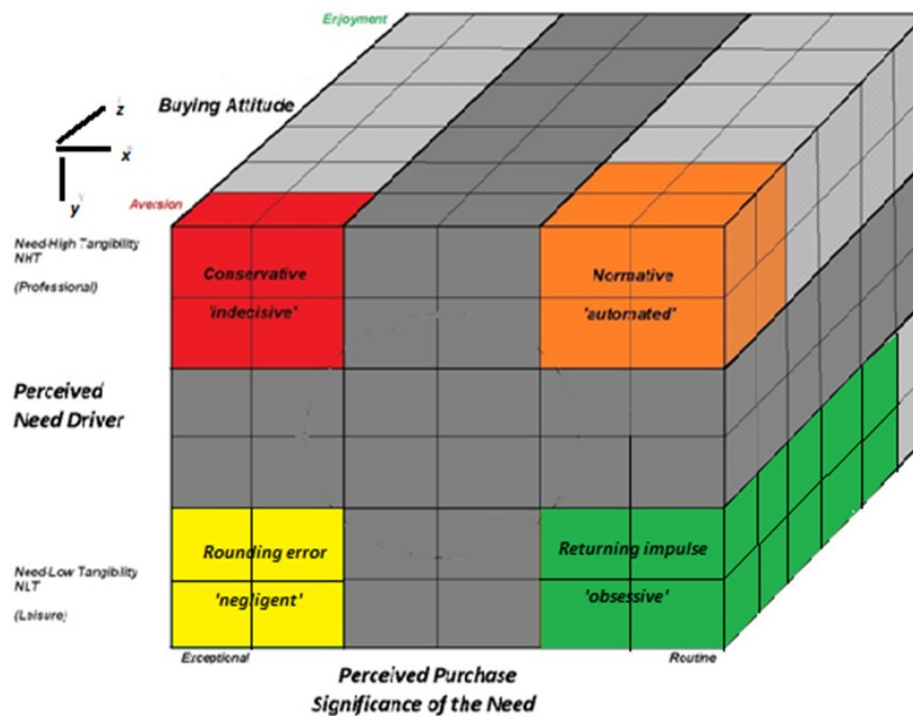 Enjoyment
Buying Attitude
z
x
y
Aversion
Need-High Tangibility
NHT
(Professional)
Conservative
'indecisive'
Normative
'automated'
Perceived
Need Driver
Need-Low Tangibility
NLT
(Leisure)
Rounding error
'negligent'
Returning impulse
'obsessive'
Exceptional
Routine
Perceived Purchase
Significance of the Need